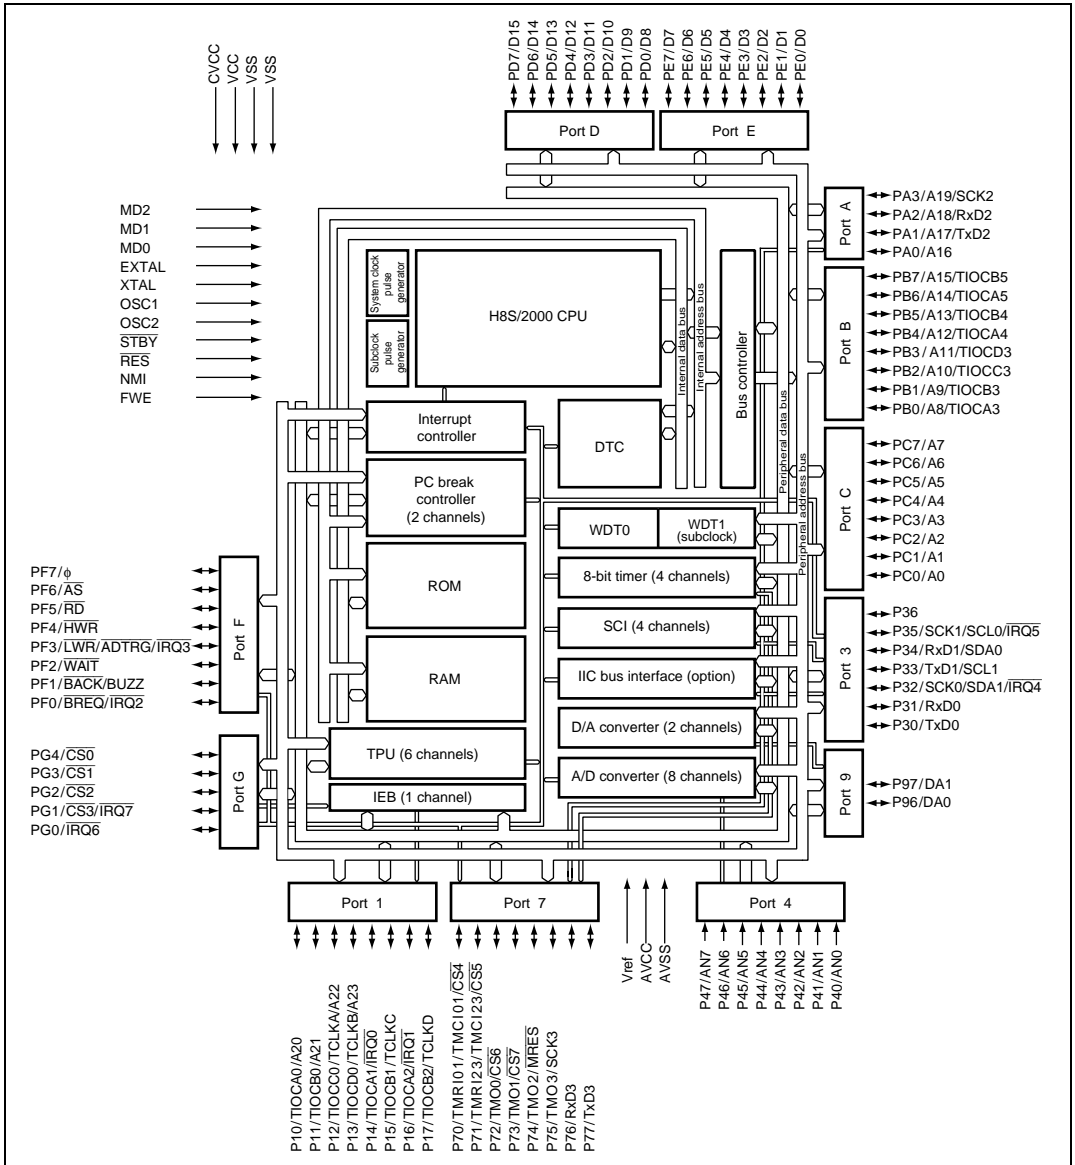 CVCC
VCC
VSS
VSS
PD7/D15
PD6/D14
PD5/D13
PD4/D12
PD3/D11
PD2/D10
PD1/D9
PD0/D8
PE7/D7
PE6/D6
PE5/D5
PE4/D4
PE3/D3
PE2/D2
PE1/D1
PE0/D0
Port D
Port E
MD2
MD1
MD0
EXTAL
XTAL
OSC1
OSC2
STBY
RES
NMI
FWE
System clock pulse generator
Subclock pulse generator
H8S/2000 CPU
Internal data bus
Internal address bus
Bus controller
Peripheral data bus
Peripheral address bus
Interrupt
controller
DTC
PC break
controller
(2 channels)
WDT0
WDT1
(subclock)
ROM
8-bit timer (4 channels)
SCI (4 channels)
RAM
IIC bus interface (option)
D/A converter (2 channels)
TPU (6 channels)
A/D converter (8 channels)
IEB (1 channel)
Port A
PA3/A19/SCK2
PA2/A18/RxD2
PA1/A17/TxD2
PA0/A16
Port B
PB7/A15/TIOCB5
PB6/A14/TIOCA5
PB5/A13/TIOCB4
PB4/A12/TIOCA4
PB3/A11/TIOCD3
PB2/A10/TIOCC3
PB1/A9/TIOCB3
PB0/A8/TIOCA3
Port C
PC7/A7
PC6/A6
PC5/A5
PC4/A4
PC3/A3
PC2/A2
PC1/A1
PC0/A0
Port 3
P36
P35/SCK1/SCL0/IRQ5
P34/RxD1/SDA0
P33/TxD1/SCL1
P32/SCK0/SDA1/IRQ4
P31/RxD0
P30/TxD0
Port 9
P97/DA1
P96/DA0
PF7/ϕ
PF6/AS
PF5/RD
PF4/HWR
PF3/LWR/ADTRG/IRQ3
PF2/WAIT
PF1/BACK/BUZZ
PF0/BREQ/IRQ2
Port F
PG4/CS0
PG3/CS1
PG2/CS2
PG1/CS3/IRQ7
PG0/IRQ6
Port G
Port 1
Port 7
Port 4
P10/TIOCA0/A20
P11/TIOCB0/A21
P12/TIOCC0/TCLKA/A22
P13/TIOCD0/TCLKB/A23
P14/TIOCA1/IRQ0
P15/TIOCB1/TCLKC
P16/TIOCA2/IRQ1
P17/TIOCB2/TCLKD
P70/TMRI01/TMCI01/CS4
P71/TMRI23/TMCI23/CS5
P72/TMO0/CS6
P73/TMO1/CS7
P74/TMO2/MRES
P75/TMO3/SCK3
P76/RxD3
P77/TxD3
Vref
AVCC
AVSS
P47/AN7
P46/AN6
P45/AN5
P44/AN4
P43/AN3
P42/AN2
P41/AN1
P40/AN0